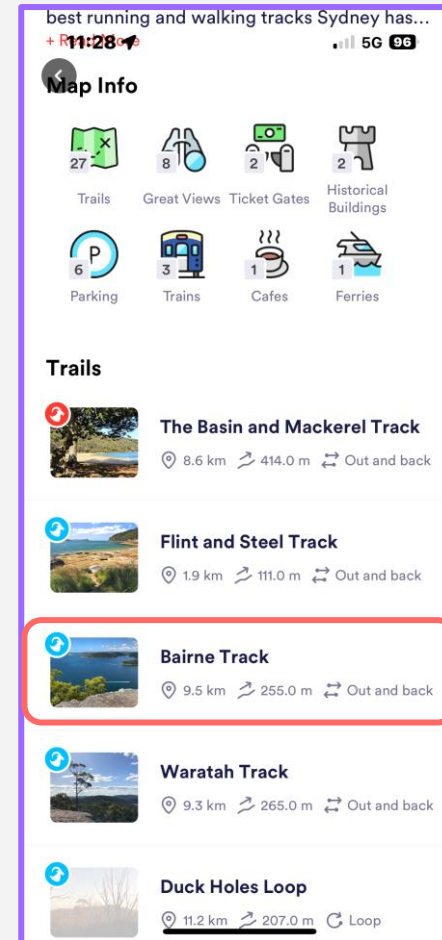 best running and walking tracks Sydney has...
+ Read More
11:28
5G 96
Map Info
27
8
2
2
Trails
Great Views
Ticket Gates
Historical
Buildings
P
6
3
1
1
Parking
Trains
Cafes
Ferries
Trails
The Basin and Mackerel Track
8.6 km 414.0 m Out and back
Flint and Steel Track
1.9 km 111.0 m Out and back
Bairne Track
9.5 km 255.0 m Out and back
Waratah Track
9.3 km 265.0 m Out and back
Duck Holes Loop
11.2 km 207.0 m Loop